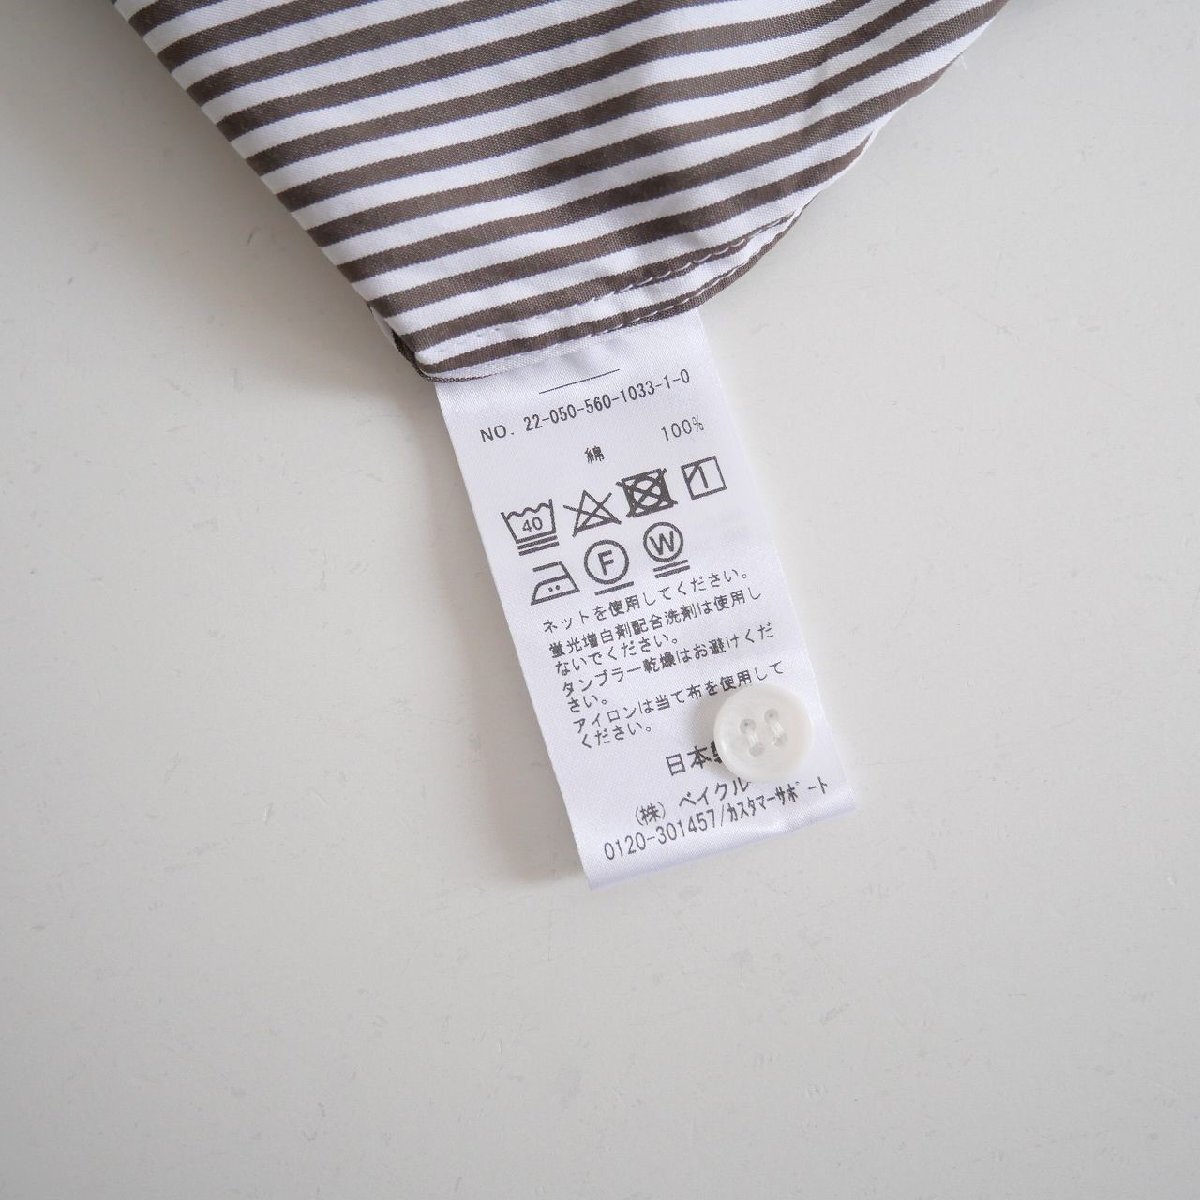 NO. 22-050-560-1033-1-0
綿 100%
40
F W
ネットを使用してください。
蛍光増白剤配合洗剤は使用し
ないでください。
タンブラー乾燥はお避けくだ
さい。
アイロンは当て布を使用して
ください。
日本
(株) ベイクル
0120-301457/カスタマーサポート